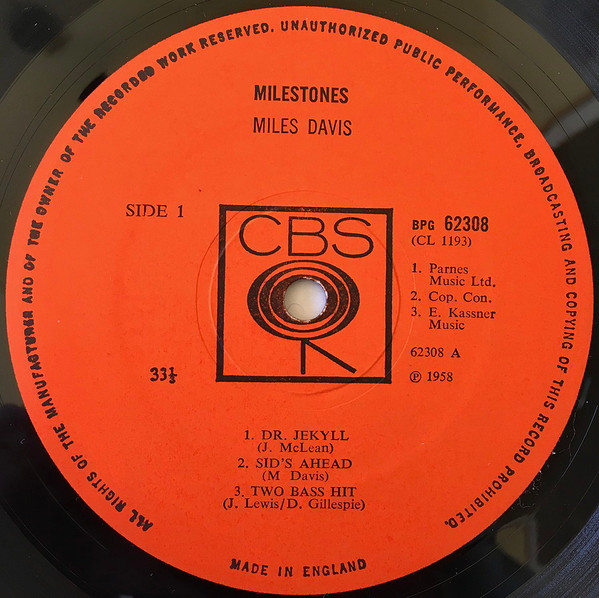 ALL RIGHTS OF THE MANUFACTURER AND OF THE OWNER OF THE RECORDED WORK RESERVED. UNAUTHORIZED PUBLIC PERFORMANCE, BROADCASTING AND COPYING OF THIS RECORD PROHIBITED.
MILESTONES
MILES DAVIS
SIDE 1
CBS
BPG 62308
(CL 1193)
1. Parnes
Music Ltd.
2. Cop. Con.
3. E. Kassner
Music
62308 A
℗ 1958
33⅓
1. DR. JEKYLL
(J. McLean)
2. SID'S AHEAD
(M Davis)
3. TWO BASS HIT
(J. Lewis/D. Gillespie)
MADE IN ENGLAND